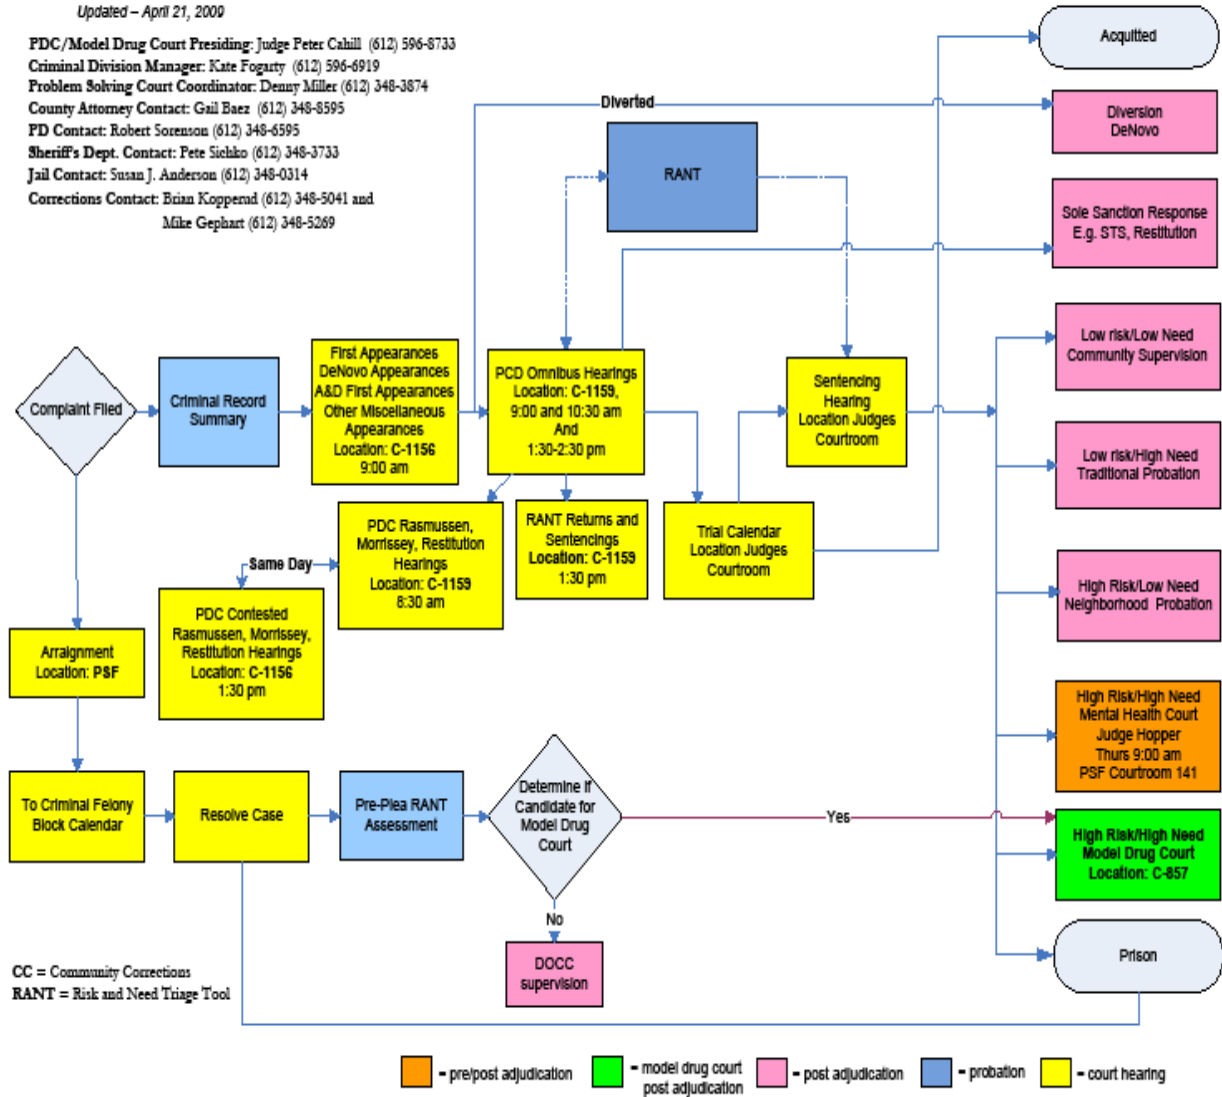 Updated – April 21, 2009
PDC/Model Drug Court Presiding: Judge Peter Cahill (612) 596-8733
Criminal Division Manager: Kate Fogarty (612) 596-6919
Problem Solving Court Coordinator: Denny Miller (612) 348-3874
County Attorney Contact: Gail Baez (612) 348-8595
PD Contact: Robert Sorenson (612) 348-6595
Sheriff's Dept. Contact: Pete Sichko (612) 348-3733
Jail Contact: Susan J. Anderson (612) 348-0314
Corrections Contact: Brian Kopperud (612) 348-5041 and
Mike Gephart (612) 348-5269
Acquitted
Diverted
Diversion
DeNovo
RANT
Sole Sanction Response
E.g. STS, Restitution
Complaint Filed
Criminal Record
Summary
First Appearances
DeNovo Appearances
A&D First Appearances
Other Miscellaneous
Appearances
Location: C-1156
9:00 am
PCD Omnibus Hearings
Location: C-1159,
9:00 and 10:30 am
And
1:30-2:30 pm
Sentencing
Hearing
Location Judges
Courtroom
Low risk/Low Need
Community Supervision
Low risk/High Need
Traditional Probation
PDC Rasmussen,
Morrissey, Restitution
Hearings
Location: C-1159
8:30 am
RANT Returns and
Sentencings
Location: C-1159
1:30 pm
Trial Calendar
Location Judges
Courtroom
Same Day
PDC Contested
Rasmussen, Morrissey,
Restitution Hearings
Location: C-1156
1:30 pm
High Risk/Low Need
Neighborhood Probation
Arraignment
Location: PSF
High Risk/High Need
Mental Health Court
Judge Hopper
Thurs 9:00 am
PSF Courtroom 141
To Criminal Felony
Block Calendar
Resolve Case
Pre-Plea RANT
Assessment
Determine if
Candidate for
Model Drug
Court
Yes
High Risk/High Need
Model Drug Court
Location: C-857
No
DOCC
supervision
Prison
CC = Community Corrections
RANT = Risk and Need Triage Tool
= pre/post adjudication
= model drug court
post adjudication
= post adjudication
= probation
= court hearing